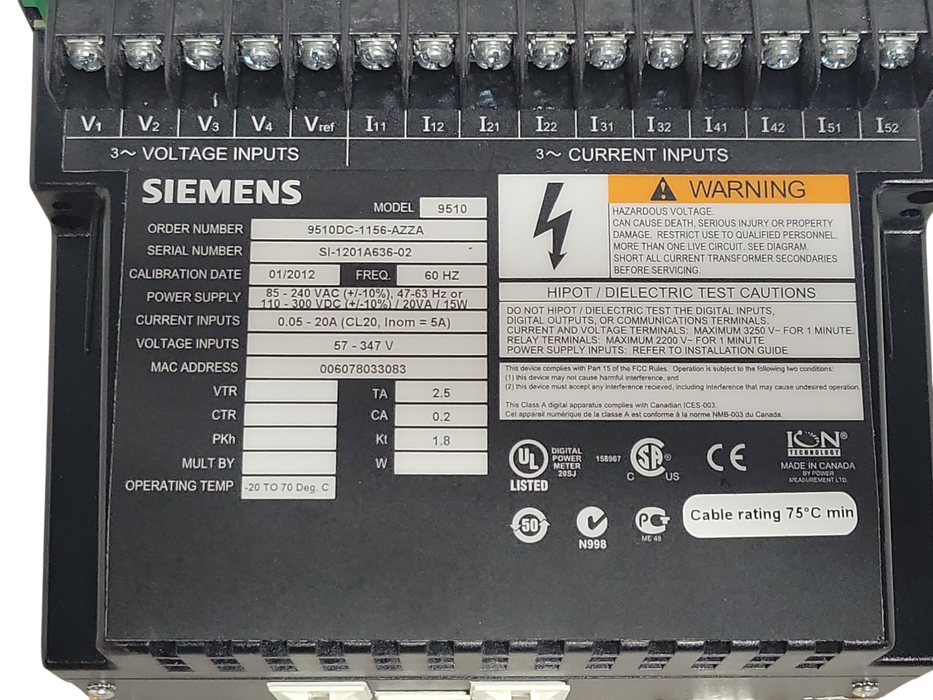 V1 V2 V3 V4 Vref I11 I12 I21 I22 I31 I32 I41 I42 I51 I52
3~ VOLTAGE INPUTS 3~ CURRENT INPUTS
SIEMENS
MODEL 9510
ORDER NUMBER 9510DC-1156-AZZA
SERIAL NUMBER SI-1201A636-02
CALIBRATION DATE 01/2012 FREQ. 60 HZ
POWER SUPPLY 85 - 240 VAC (+/-10%), 47-63 Hz or
110 - 300 VDC (+/-10%) / 20VA / 15W
CURRENT INPUTS 0.05 - 20A (CL20, Inom = 5A)
VOLTAGE INPUTS 57 - 347 V
MAC ADDRESS 006078033083
VTR TA 2.5
CTR CA 0.2
PKh Kt 1.8
MULT BY W
OPERATING TEMP -20 TO 70 Deg. C
WARNING
HAZARDOUS VOLTAGE.
CAN CAUSE DEATH, SERIOUS INJURY OR PROPERTY
DAMAGE. RESTRICT USE TO QUALIFIED PERSONNEL.
MORE THAN ONE LIVE CIRCUIT. SEE DIAGRAM.
SHORT ALL CURRENT TRANSFORMER SECONDARIES
BEFORE SERVICING.
HIPOT / DIELECTRIC TEST CAUTIONS
DO NOT HIPOT / DIELECTRIC TEST THE DIGITAL INPUTS,
DIGITAL OUTPUTS, OR COMMUNICATIONS TERMINALS.
CURRENT AND VOLTAGE TERMINALS: MAXIMUM 3250 V~ FOR 1 MINUTE.
RELAY TERMINALS: MAXIMUM 2200 V~ FOR 1 MINUTE
POWER SUPPLY INPUTS: REFER TO INSTALLATION GUIDE
This device complies with Part 15 of the FCC Rules. Operation is subject to the following two conditions:
(1) this device may not cause harmful interference, and
(2) this device must accept any interference recieved, including interference that may cause undesired operation.
This Class A digital apparatus complies with Canadian ICES-003.
Cet appareil numérique de la classe A est conforme à la norme NMB-003 du Canada.
UL LISTED
DIGITAL
POWER
METER
20SJ
158967
C SA ® US
CE
ION®
TECHNOLOGY
MADE IN CANADA
BY POWER
MEASUREMENT LTD.
50
N998
PCT
ME 48
Cable rating 75°C min